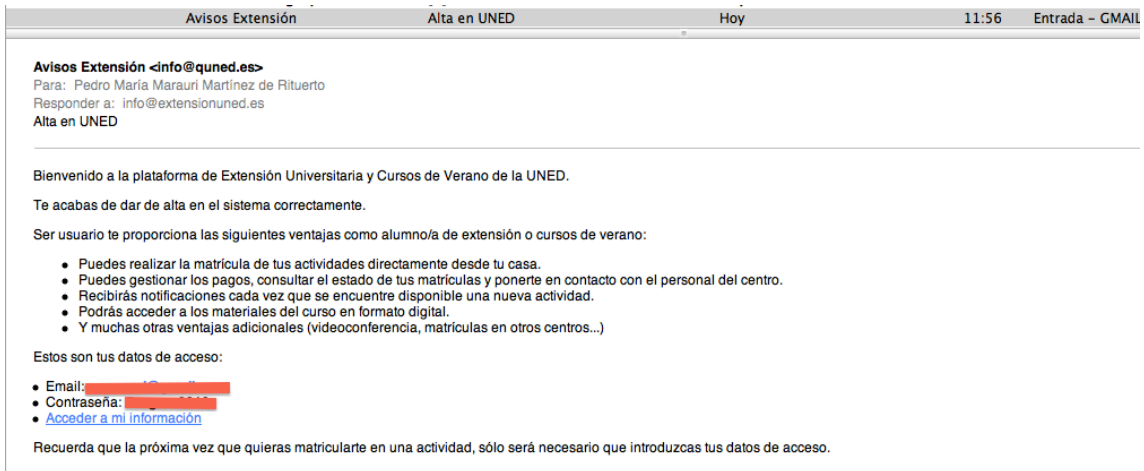 Avisos Extensión Alta en UNED Hoy 11:56 Entrada – GMAIL
Avisos Extensión <info@quned.es>
Para: Pedro María Marauri Martínez de Rituerto
Responder a: info@extensionuned.es
Alta en UNED
Bienvenido a la plataforma de Extensión Universitaria y Cursos de Verano de la UNED.
Te acabas de dar de alta en el sistema correctamente.
Ser usuario te proporciona las siguientes ventajas como alumno/a de extensión o cursos de verano:
• Puedes realizar la matrícula de tus actividades directamente desde tu casa.
• Puedes gestionar los pagos, consultar el estado de tus matrículas y ponerte en contacto con el personal del centro.
• Recibirás notificaciones cada vez que se encuentre disponible una nueva actividad.
• Podrás acceder a los materiales del curso en formato digital.
• Y muchas otras ventajas adicionales (videoconferencia, matrículas en otros centros...)
Estos son tus datos de acceso:
• Email:
• Contraseña:
• Acceder a mi información
Recuerda que la próxima vez que quieras matricularte en una actividad, sólo será necesario que introduzcas tus datos de acceso.